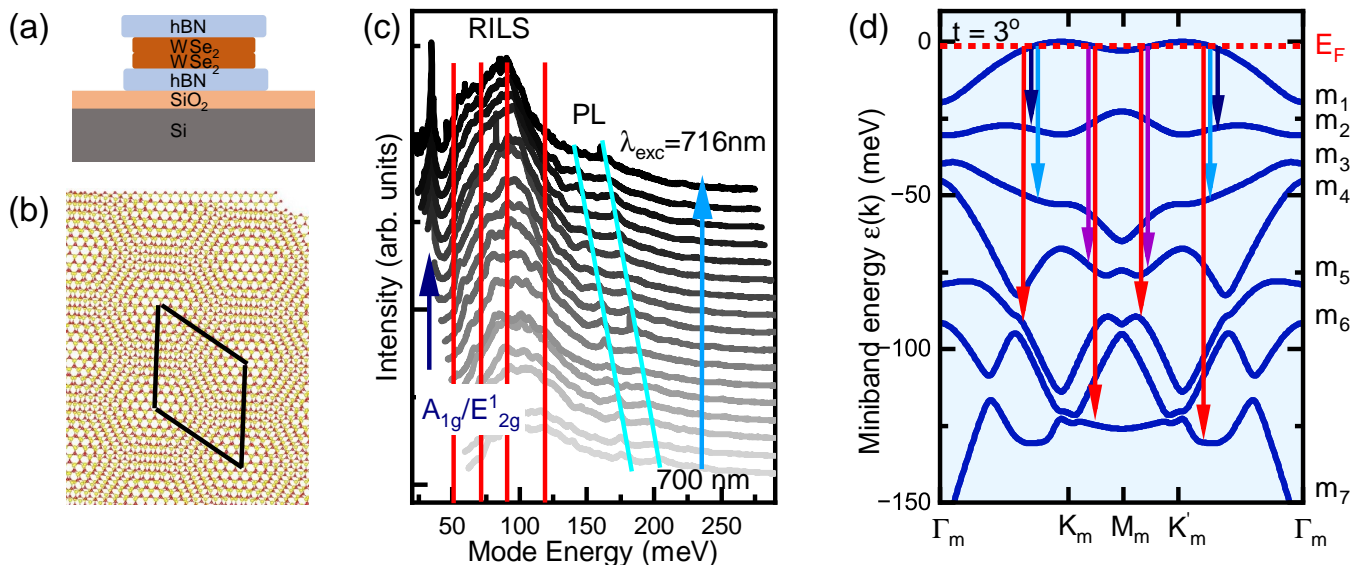 (a)
hBN
WSe₂
WSe₂
hBN
SiO₂
Si
(b)
(c)
RILS
PL
λexc=716nm
A1g/E¹2g
700 nm
Intensity (arb. units)
50 100 150 200 250
Mode Energy (meV)
(d)
t = 3°
EF
0
−50
−100
−150
Miniband energy ε(k) (meV)
m₁
m₂
m₃
m₄
m₅
m₆
m₇
Γm Km Mm K'm Γm